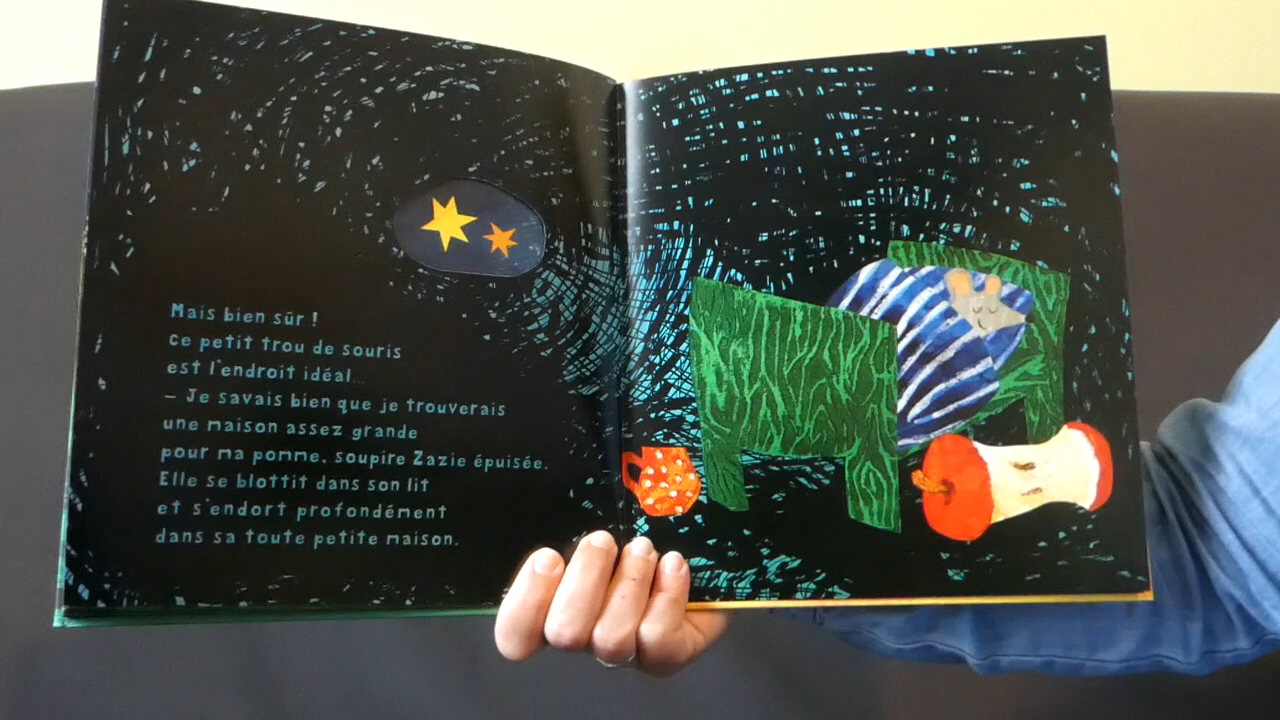 Mais bien sûr !
ce petit trou de souris
est l'endroit idéal...
– Je savais bien que je trouverais
une maison assez grande
pour ma pomme, soupire Zazie épuisée.
Elle se blottit dans son lit
et s'endort profondément
dans sa toute petite maison.